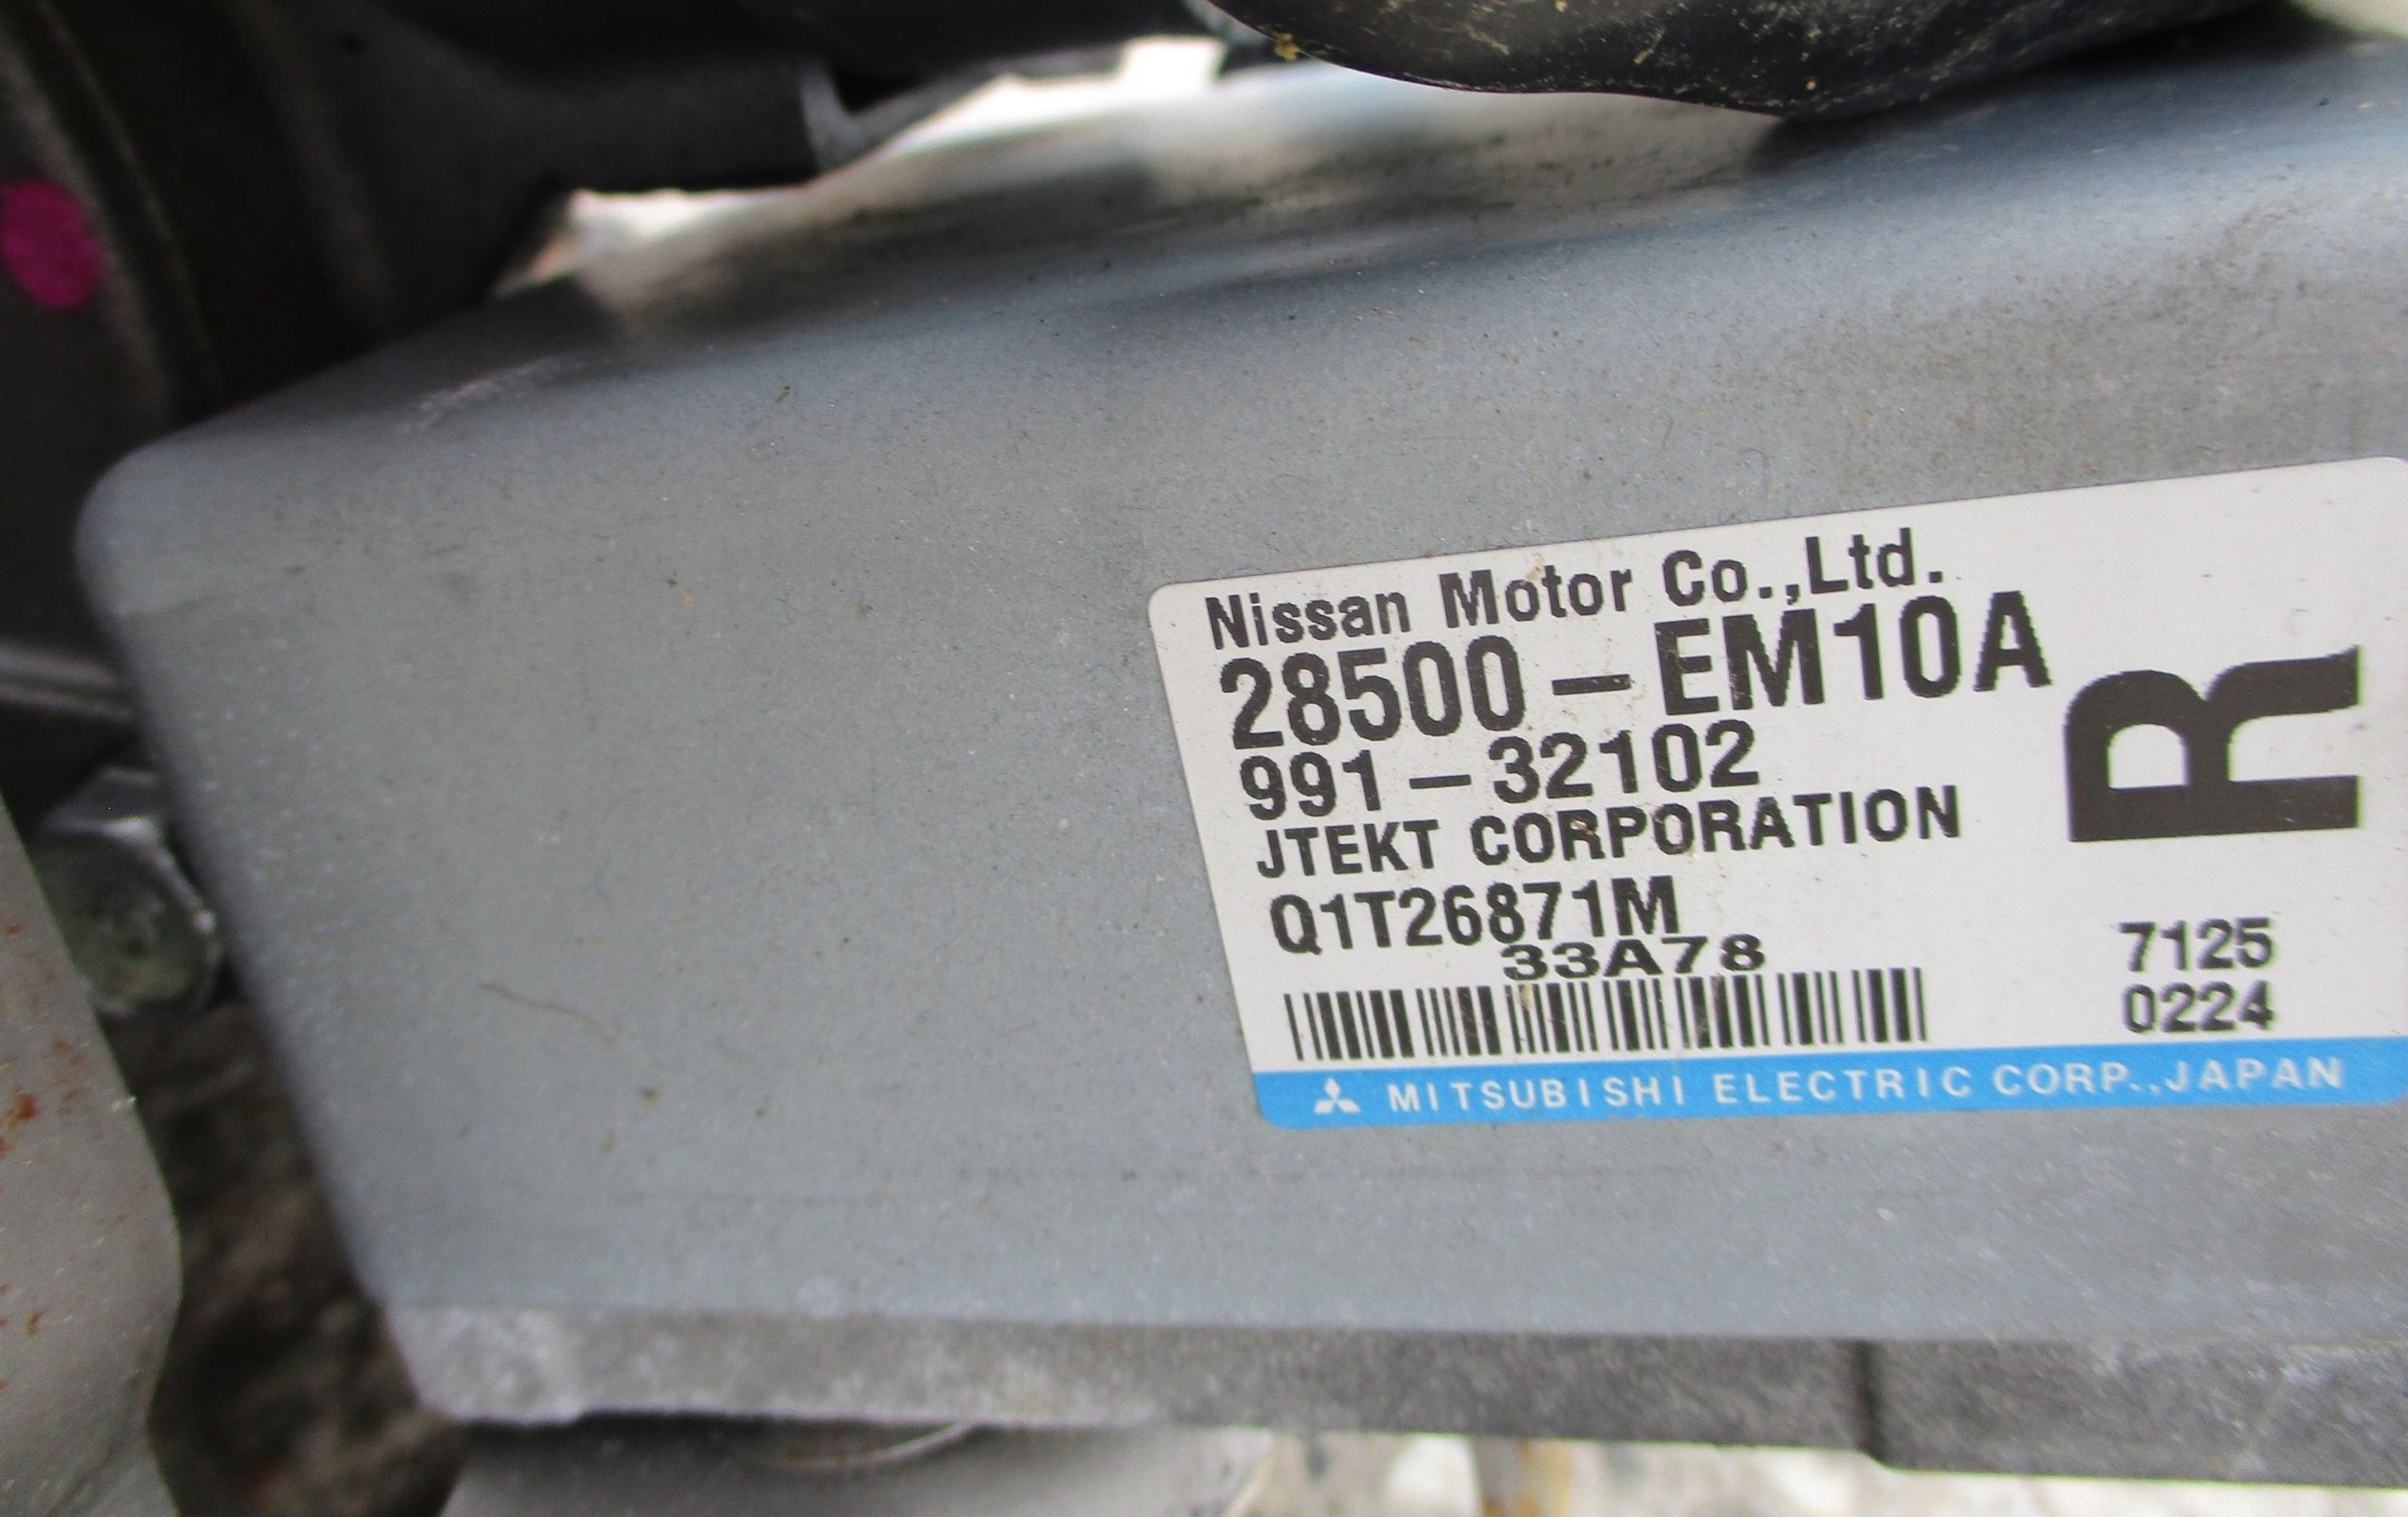 Nissan Motor Co.,Ltd.
28500-EM10A
991-32102
JTEKT CORPORATION
Q1T26871M
33A78
R
7125
0224
MITSUBISHI ELECTRIC CORP.,JAPAN